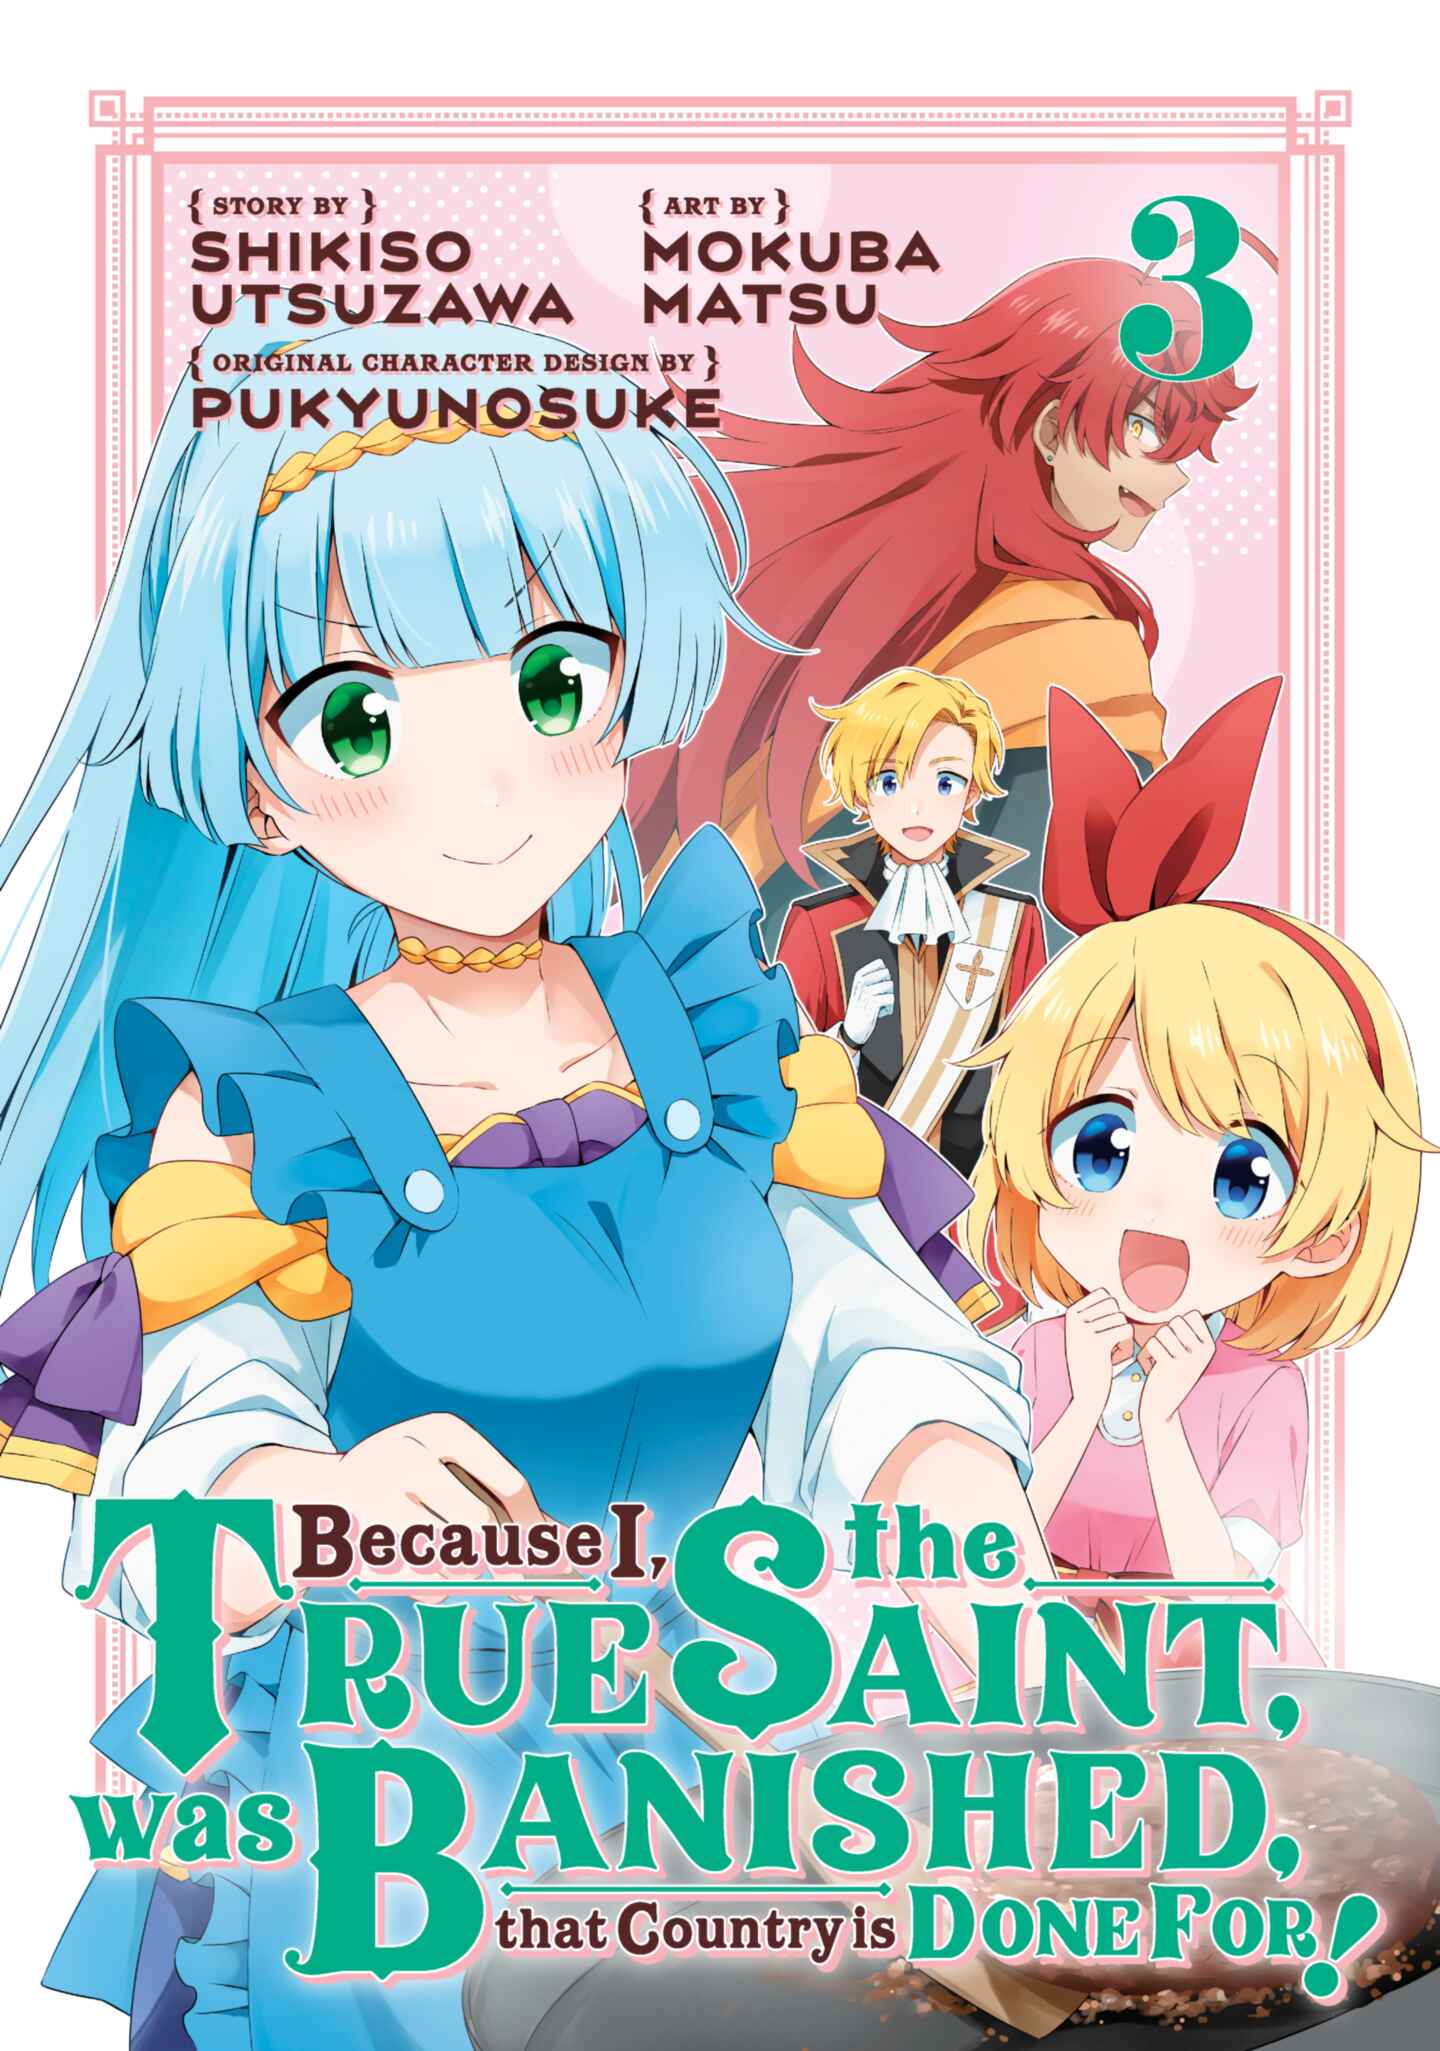 { STORY BY }
SHIKISO
UTSUZAWA
{ ART BY }
MOKUBA
MATSU
3
{ ORIGINAL CHARACTER DESIGN BY }
PUKYUNOSUKE
Because I, the
TRUE SAINT,
was BANISHED,
that Country is DONE FOR!